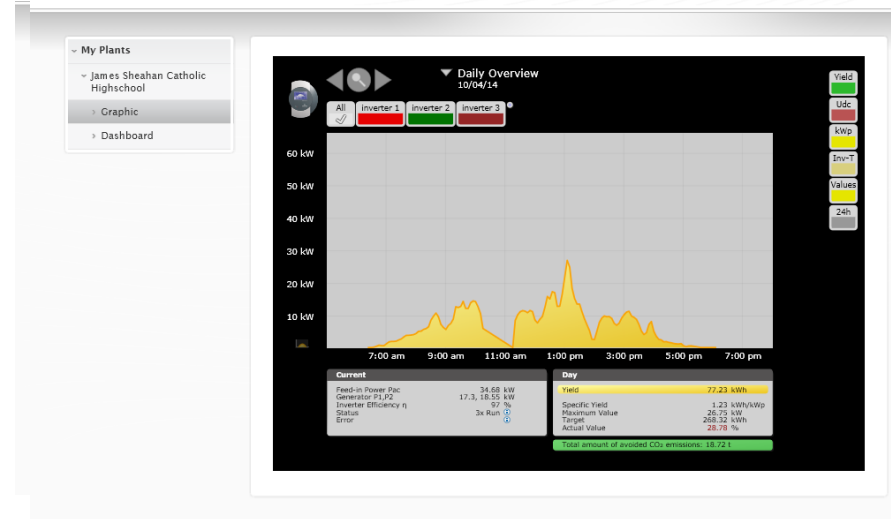 My Plants
James Sheahan Catholic
Highschool
Graphic
Dashboard
Daily Overview
10/04/14
All
inverter 1
inverter 2
inverter 3
Yield
Udc
kWp
Inv-T
Values
24h
60 kW
50 kW
40 kW
30 kW
20 kW
10 kW
7:00 am 9:00 am 11:00 am 1:00 pm 3:00 pm 5:00 pm 7:00 pm
Current
Feed-in Power Pac 34.68 kW
Generator P1,P2 17.3, 18.55 kW
Inverter Efficiency η 97 %
Status 3x Run
Error
Day
Yield 77.23 kWh
Specific Yield 1.23 kWh/kWp
Maximum Value 26.75 kW
Target 268.32 kWh
Actual Value 28.78 %
Total amount of avoided CO₂ emissions: 18.72 t